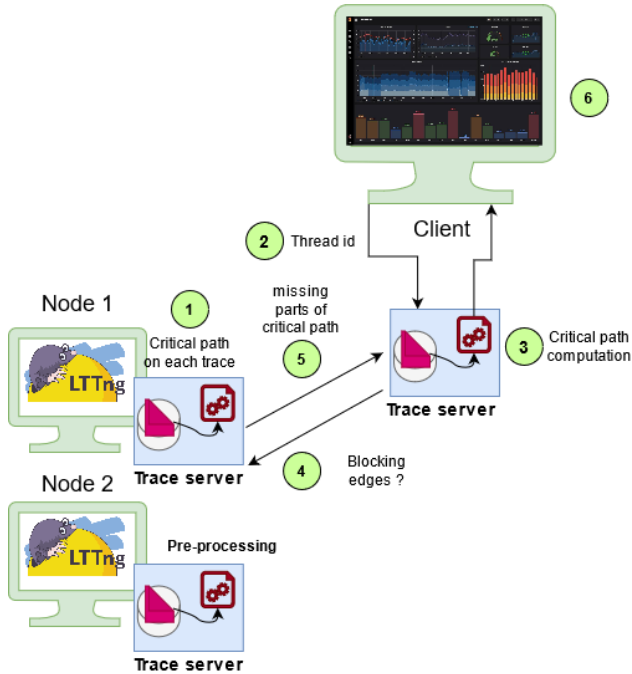 6
2
Thread id
Client
Node 1
1
missing
parts of
critical path
Critical path
on each trace
5
3
Critical path
computation
LTTng
Trace server
Trace server
4
Blocking
edges ?
Node 2
LTTng
Pre-processing
Trace server